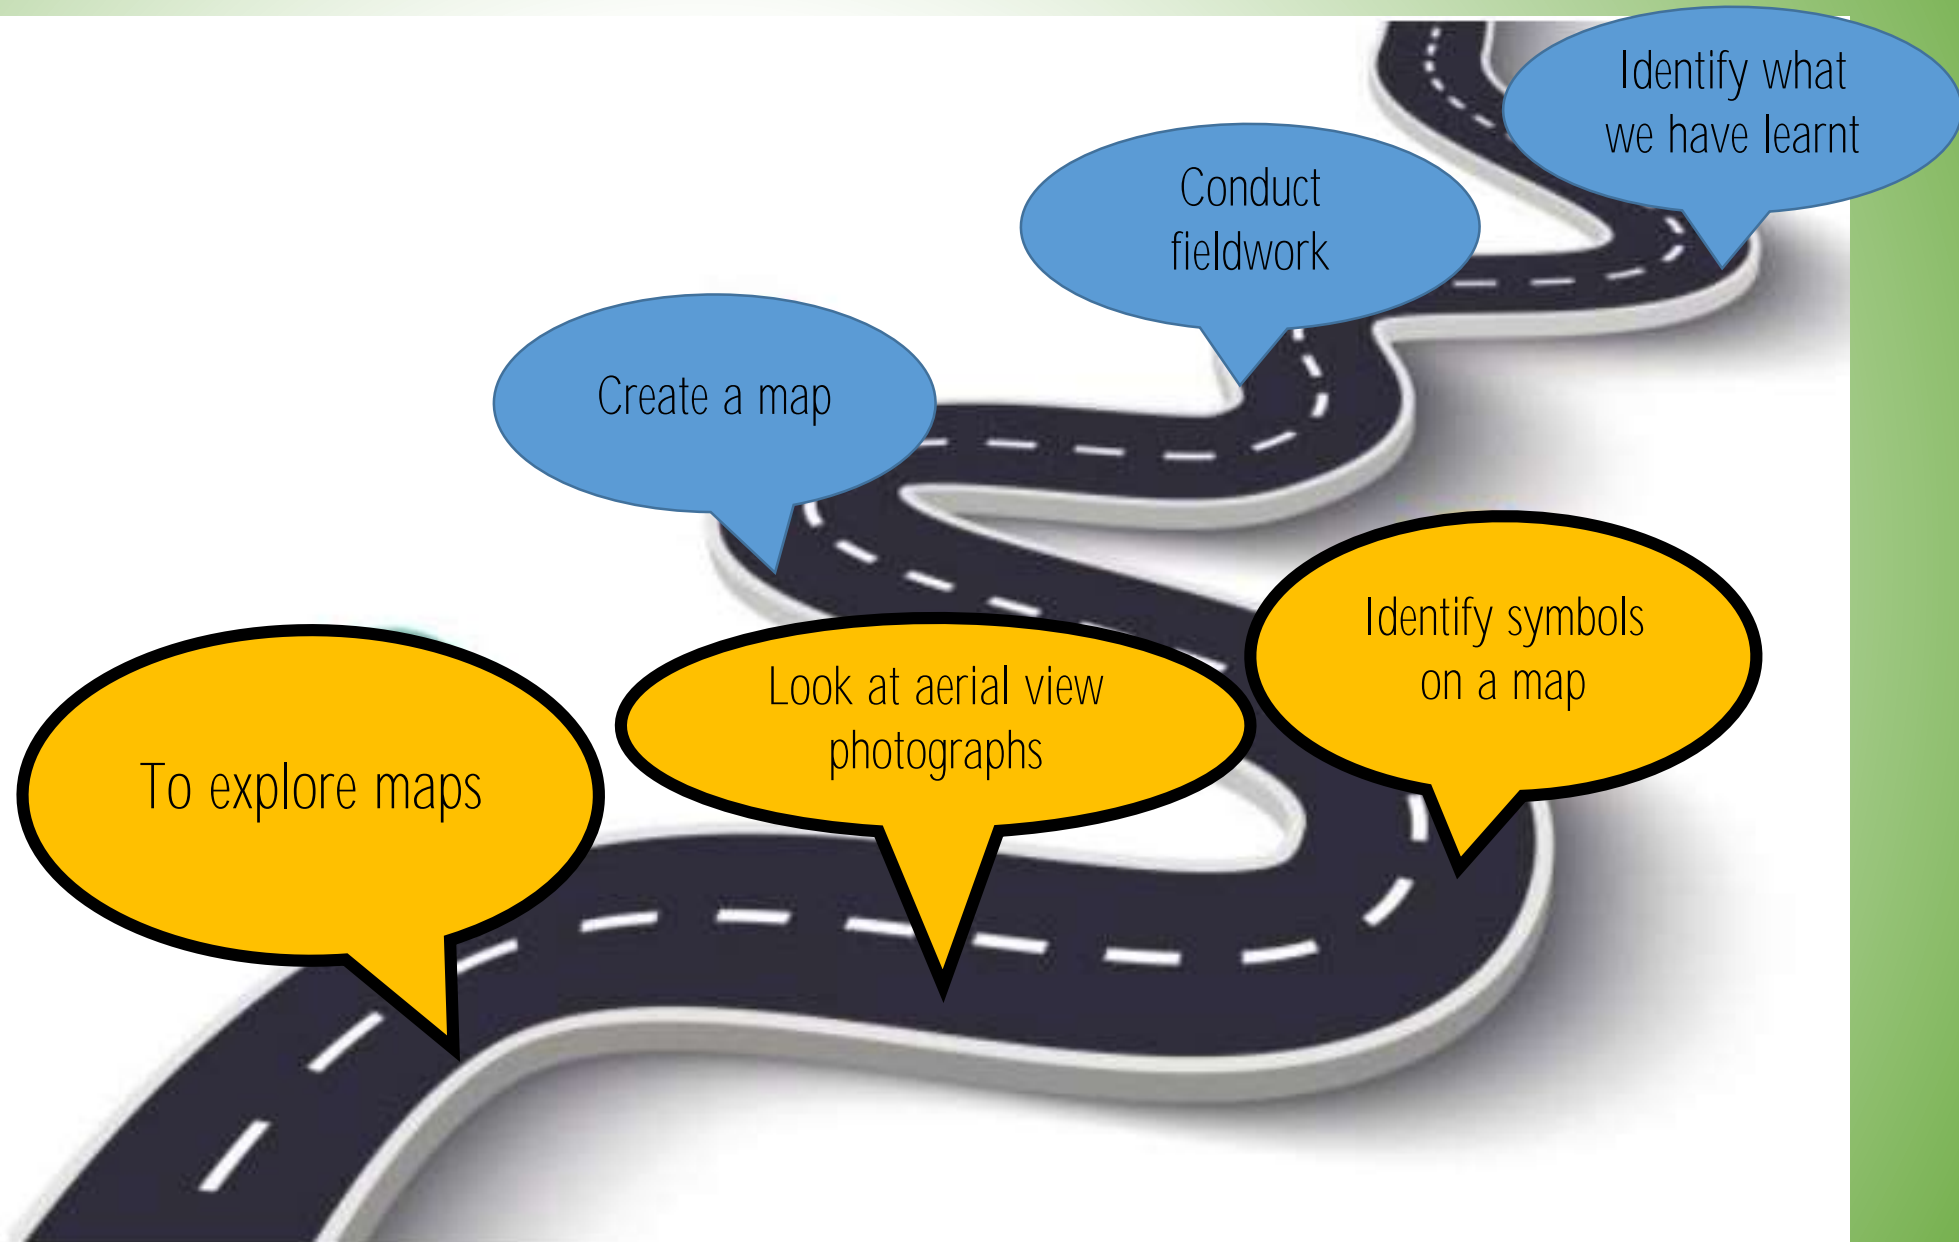 Identify what
we have learnt
Conduct
fieldwork
Create a map
Identify symbols
on a map
Look at aerial view
photographs
To explore maps